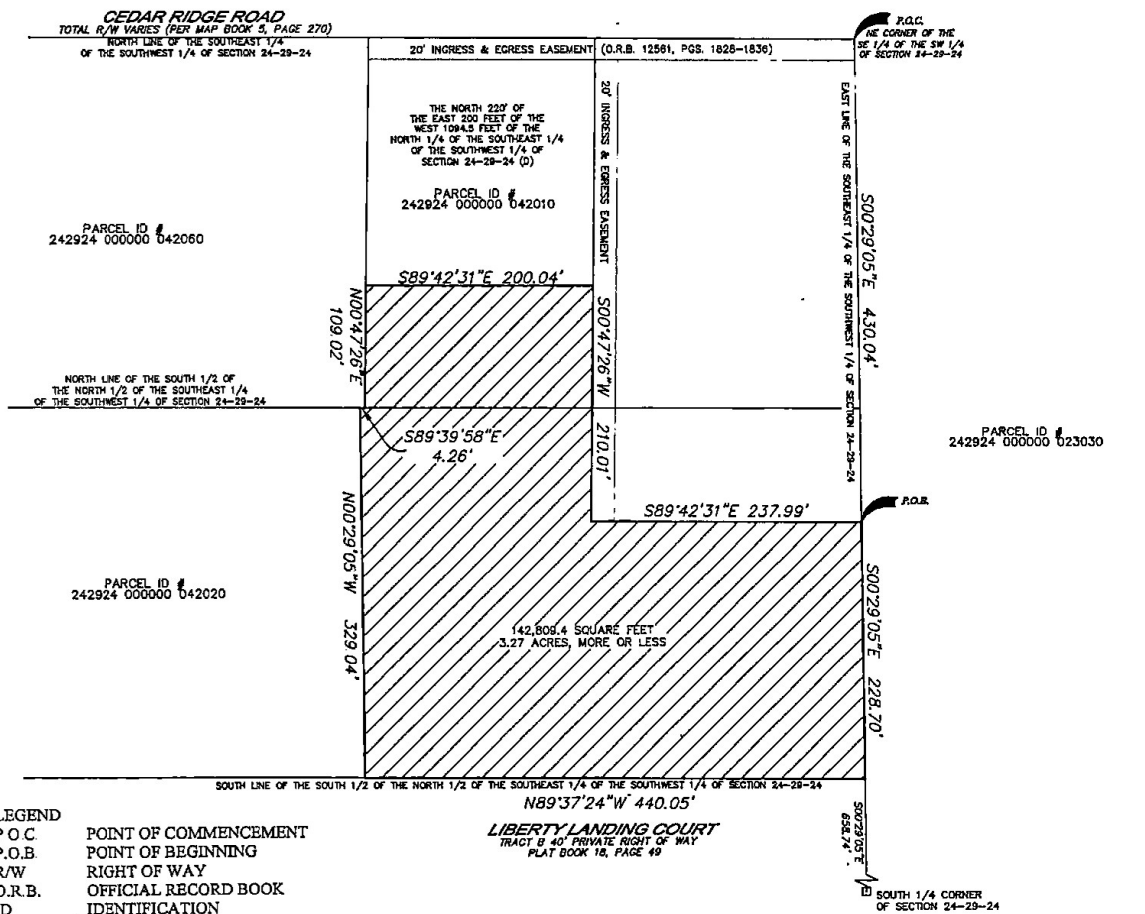 CEDAR RIDGE ROAD
TOTAL R/W VARIES (PER MAP BOOK 5, PAGE 270)
NORTH LINE OF THE SOUTHEAST 1/4
OF THE SOUTHWEST 1/4 OF SECTION 24-29-24
20' INGRESS & EGRESS EASEMENT (O.R.B. 12561, PGS. 1828-1836)
P.O.C.
NE CORNER OF THE
SE 1/4 OF THE SW 1/4
OF SECTION 24-29-24
THE NORTH 220' OF
THE EAST 200 FEET OF THE
WEST 1094.5 FEET OF THE
NORTH 1/4 OF THE SOUTHEAST 1/4
OF THE SOUTHWEST 1/4 OF
SECTION 24-29-24 (D)
PARCEL ID #
242924 000000 042010
20' INGRESS & EGRESS EASEMENT
EAST LINE OF THE SOUTHEAST 1/4 OF THE SOUTHWEST 1/4 OF SECTION 24-29-24
S00°29'05"E 430.04'
PARCEL ID #
242924 000000 042060
S89°42'31"E 200.04'
N00°47'26"E
109.02'
S00°47'26"W 210.01'
NORTH LINE OF THE SOUTH 1/2 OF
THE NORTH 1/2 OF THE SOUTHEAST 1/4
OF THE SOUTHWEST 1/4 OF SECTION 24-29-24
S89°39'58"E
4.26'
PARCEL ID #
242924 000000 023030
S89°42'31"E 237.99'
P.O.B.
N00°29'05"W 329.04'
PARCEL ID #
242924 000000 042020
142,809.4 SQUARE FEET
3.27 ACRES, MORE OR LESS
S00°29'05"E 228.70'
SOUTH LINE OF THE SOUTH 1/2 OF THE NORTH 1/2 OF THE SOUTHEAST 1/4 OF THE SOUTHWEST 1/4 OF SECTION 24-29-24
N89°37'24"W 440.05'
LIBERTY LANDING COURT
TRACT B 40' PRIVATE RIGHT OF WAY
PLAT BOOK 18, PAGE 49
S00°29'05"E
658.74'
SOUTH 1/4 CORNER
OF SECTION 24-29-24
LEGEND
P.O.C. POINT OF COMMENCEMENT
P.O.B. POINT OF BEGINNING
R/W RIGHT OF WAY
O.R.B. OFFICIAL RECORD BOOK
ID IDENTIFICATION